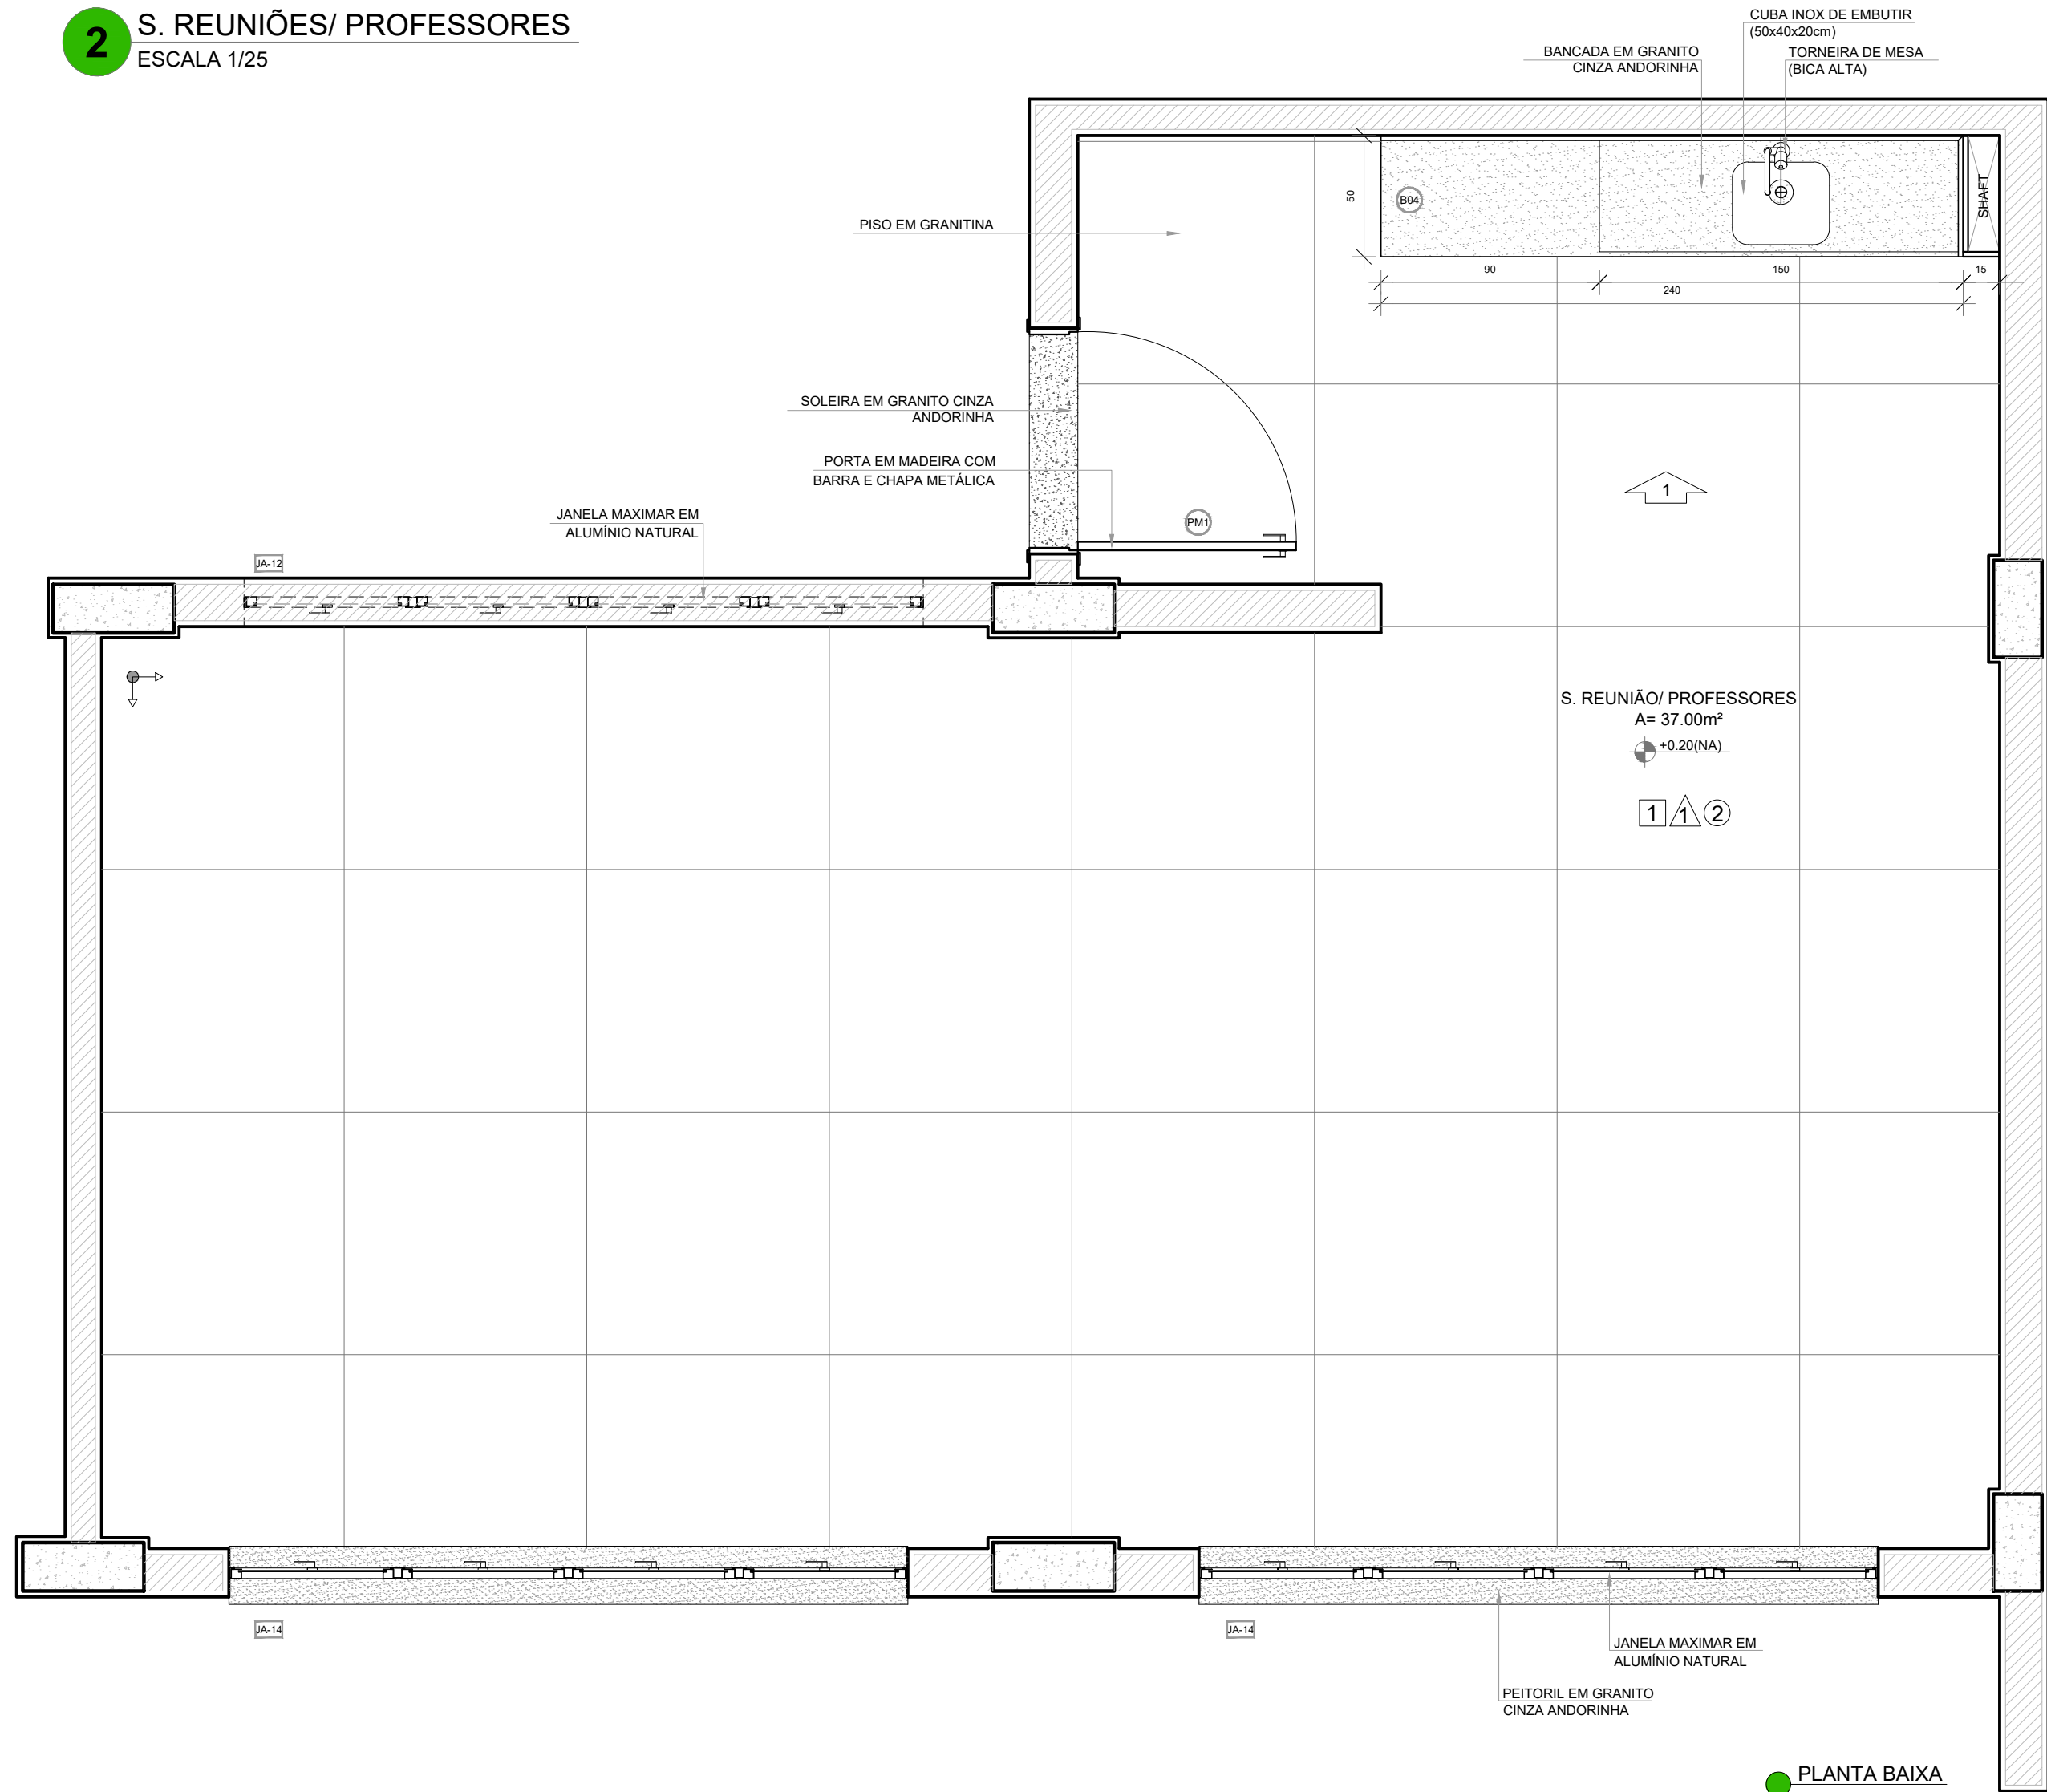 2
S. REUNIÕES/ PROFESSORES
ESCALA 1/25
CUBA INOX DE EMBUTIR
(50x40x20cm)
BANCADA EM GRANITO
CINZA ANDORINHA
TORNEIRA DE MESA
(BICA ALTA)
50
B04
SHAFT
PISO EM GRANITINA
90
150
15
240
SOLEIRA EM GRANITO CINZA
ANDORINHA
PORTA EM MADEIRA COM
BARRA E CHAPA METÁLICA
1
PM1
JANELA MAXIMAR EM
ALUMÍNIO NATURAL
JA-12
S. REUNIÃO/ PROFESSORES
A= 37.00m²
+0.20(NA)
1 1 2
JA-14
JA-14
JANELA MAXIMAR EM
ALUMÍNIO NATURAL
PEITORIL EM GRANITO
CINZA ANDORINHA
PLANTA BAIXA